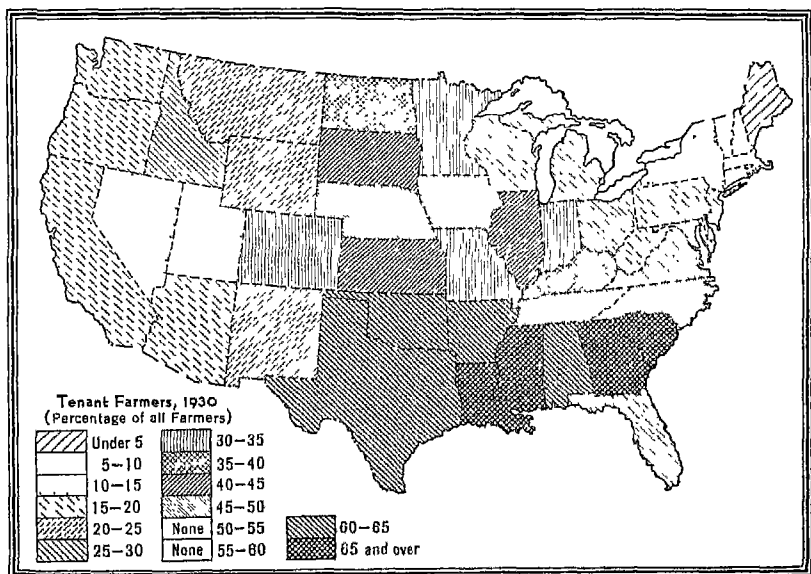 Tenant Farmers, 1930
(Percentage of all Farmers)
Under 5
5-10
10-15
15-20
20-25
25-30
30-35
35-40
40-45
45-50
None 50-55
None 55-60
60-65
65 and over